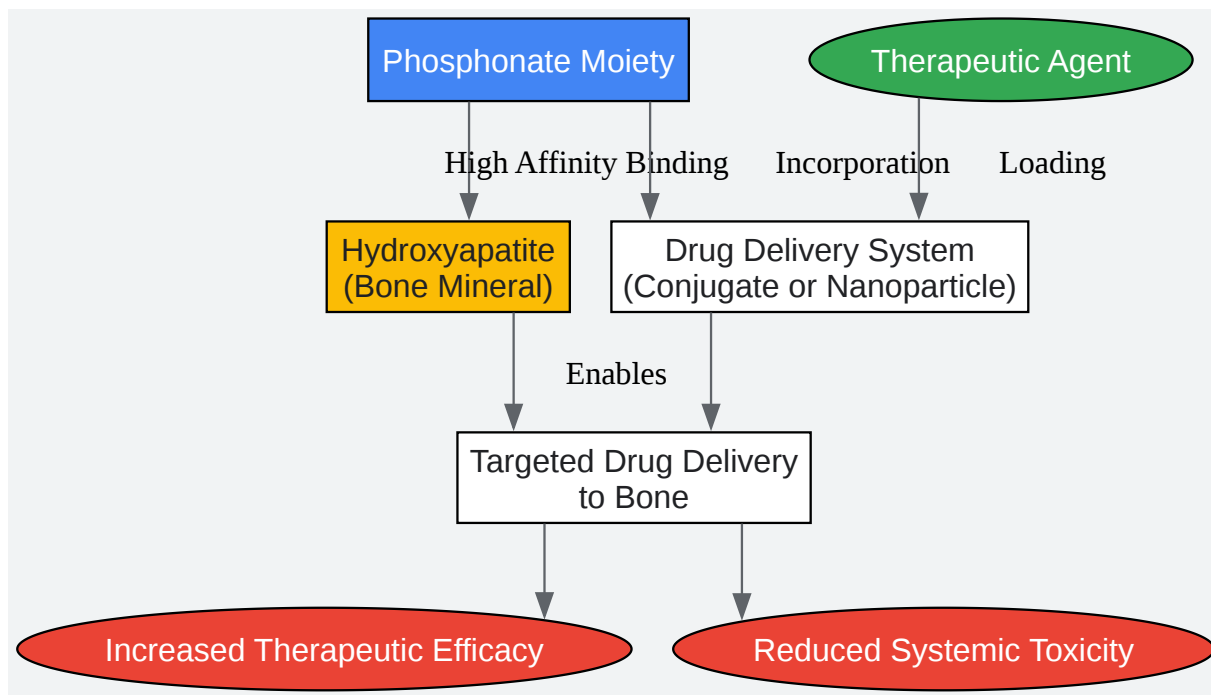 Phosphonate Moiety
Therapeutic Agent
High Affinity Binding
Incorporation
Loading
Hydroxyapatite
(Bone Mineral)
Drug Delivery System
(Conjugate or Nanoparticle)
Enables
Targeted Drug Delivery
to Bone
Increased Therapeutic Efficacy
Reduced Systemic Toxicity